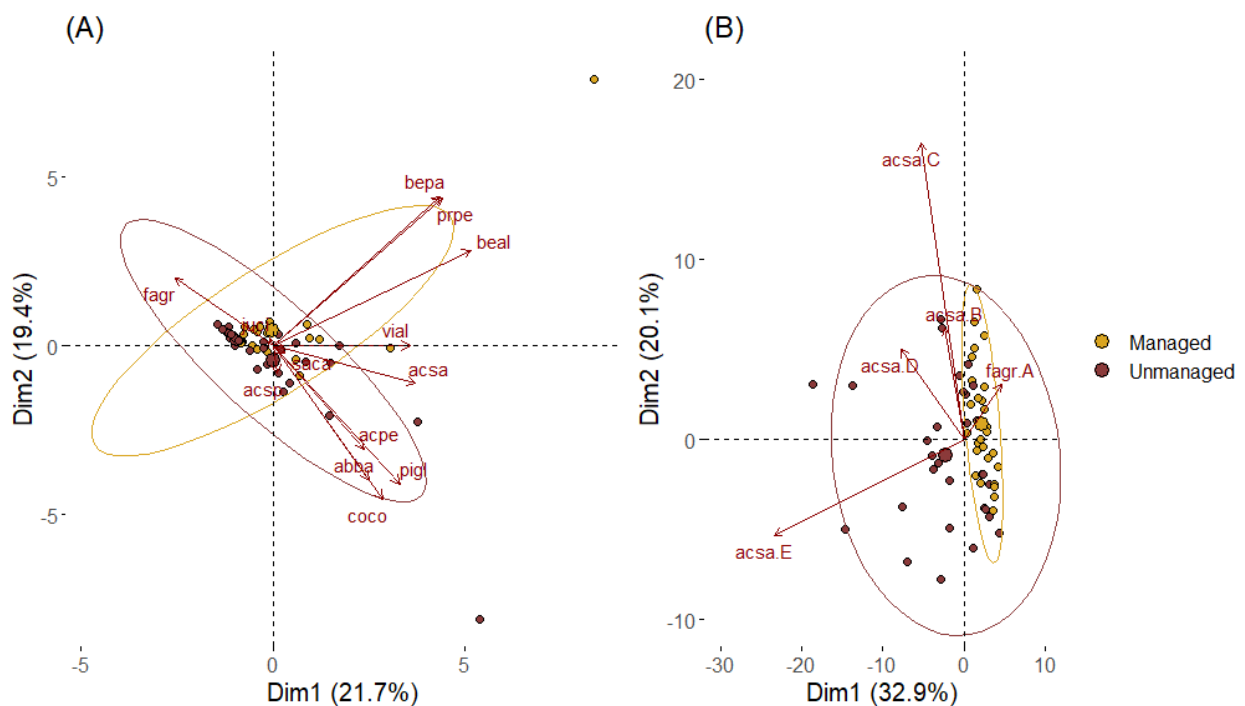 (A)
(B)
bepa
prpe
beal
fagr
vial
saca
acsa
acsp
acpe
abba
pigl
coco
5
0
-5
-5
0
5
Dim2 (19.4%)
Dim1 (21.7%)
acsa.C
acsa.B
acsa.D
fagr.A
acsa.E
20
10
0
-10
-30
-20
-10
0
10
Dim2 (20.1%)
Dim1 (32.9%)
Managed
Unmanaged